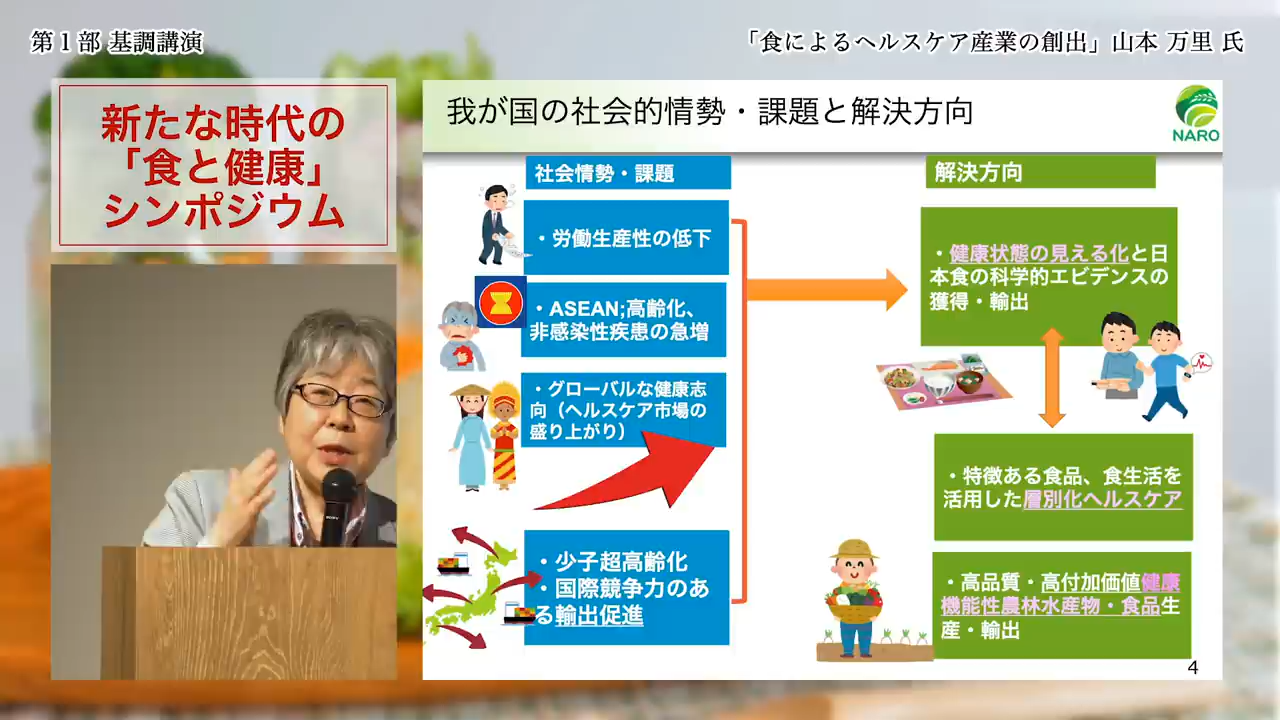 第１部 基調講演
「食によるヘルスケア産業の創出」山本 万里 氏
新たな時代の
「食と健康」
シンポジウム
我が国の社会的情勢・課題と解決方向
NARO
社会情勢・課題
・労働生産性の低下
・ASEAN;高齢化、
非感染性疾患の急増
・グローバルな健康志
向（ヘルスケア市場の
盛り上がり）
・少子超高齢化
・国際競争力のあ
る輸出促進
解決方向
・健康状態の見える化と日
本食の科学的エビデンスの
獲得・輸出
・特徴ある食品、食生活を
活用した層別化ヘルスケア
・高品質・高付加価値健康
機能性農林水産物・食品生
産・輸出
4
SONY